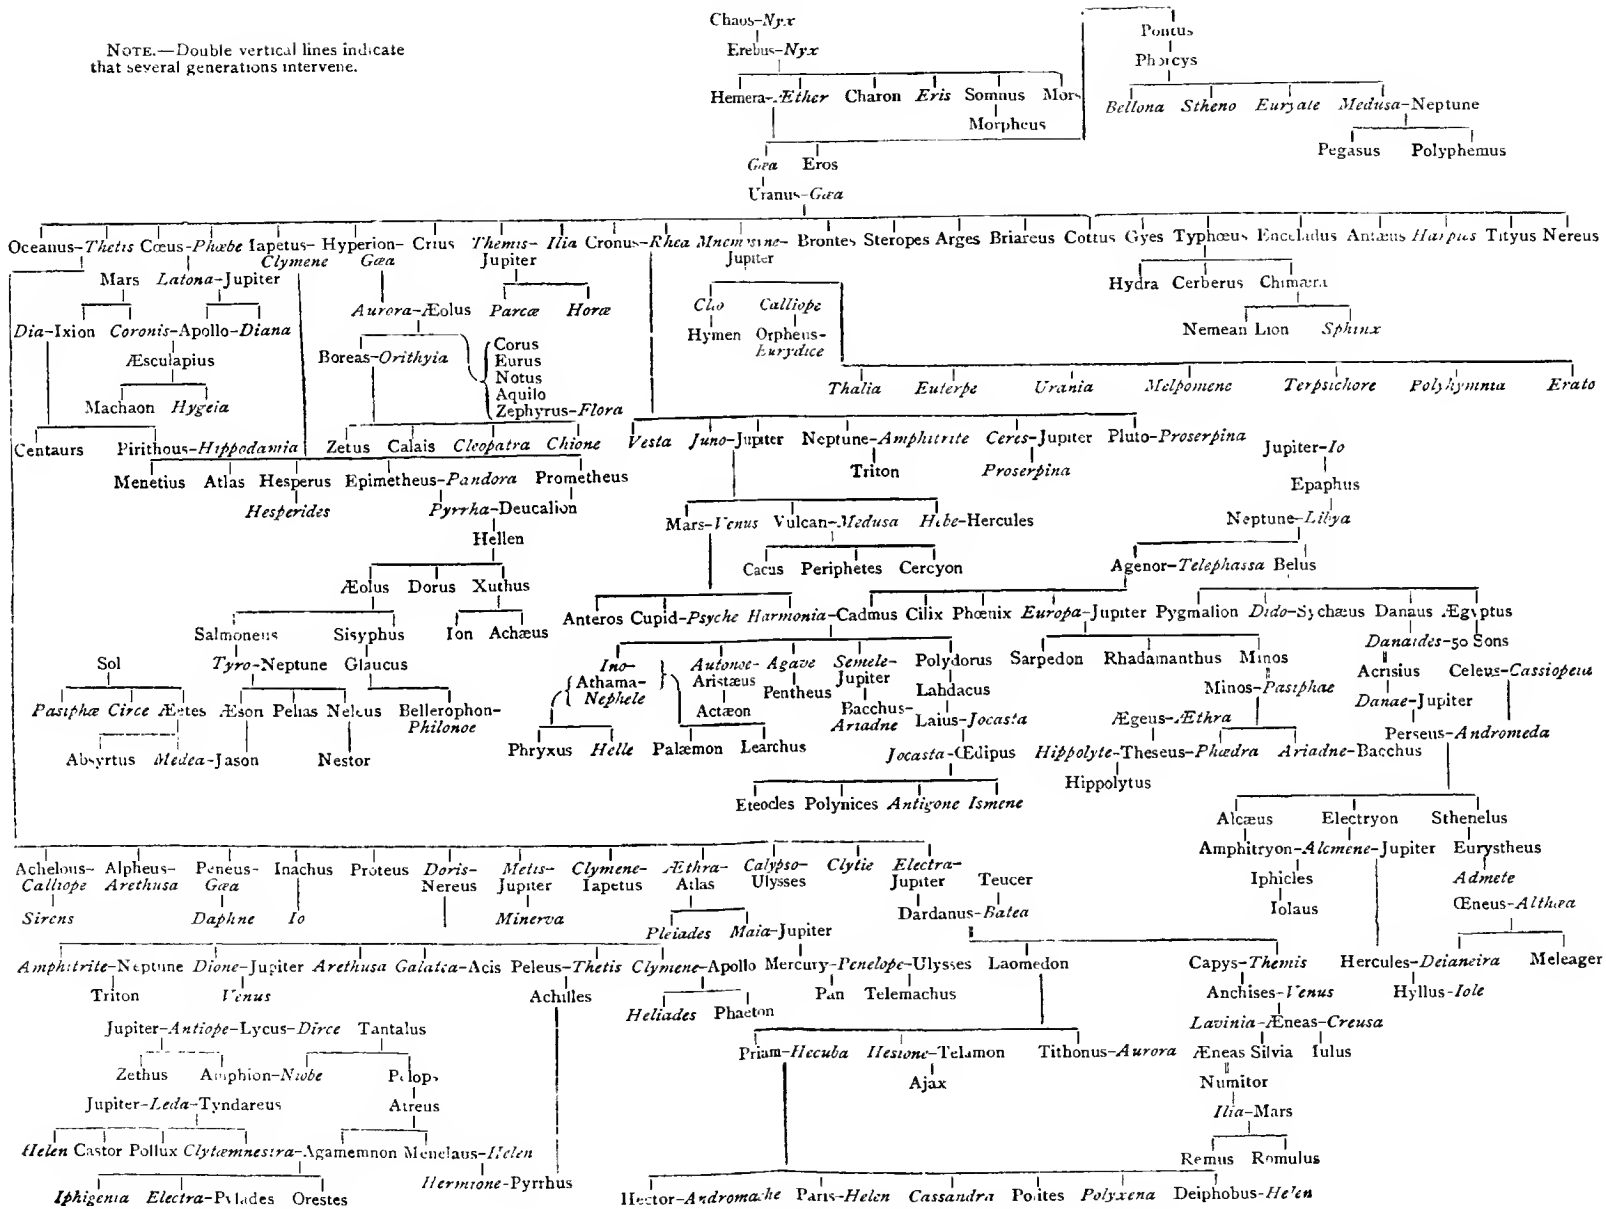 Chaos-Nyx
Pontus
NOTE.—Double vertical lines indicate
that several generations intervene.
Erebus-Nyx
Phorcys
Hemera-Æther Charon Eris Somnus Mors
Bellona Stheno Euryale Medusa-Neptune
Morpheus
Pegasus Polyphemus
Gæa Eros
Uranus-Gæa
Oceanus-Thetis Cœus-Phœbe Iapetus- Hyperion- Crius Themis- Ilia Cronus-Rhea Mnemosine- Brontes Steropes Arges Briareus Cottus Gyes Typhœus Enceladus Antæus Harpies Tityus Nereus
Clymene Gæa Jupiter Jupiter
Mars Latona-Jupiter
Hydra Cerberus Chimæra
Aurora-Æolus Parcæ Horæ
Clio Calliope
Dia-Ixion Coronis-Apollo-Diana
Nemean Lion Sphinx
Hymen Orpheus-
Eurydice
Boreas-Orithyia
Corus
Eurus
Notus
Aquilo
Zephyrus-Flora
Æsculapius
Machaon Hygeia
Thalia Euterpe Urania Melpomene Terpsichore Polyhymnia Erato
Centaurs Pirithous-Hippodamia Zetus Calais Cleopatra Chione Vesta Juno-Jupiter Neptune-Amphitrite Ceres-Jupiter Pluto-Proserpina
Jupiter-Io
Triton Proserpina
Menetius Atlas Hesperus Epimetheus-Pandora Prometheus
Epaphus
Hesperides Pyrrha-Deucalion
Mars-Venus Vulcan-Medusa Hebe-Hercules
Neptune-Libya
Hellen
Cacus Periphetes Cercyon
Agenor-Telephassa Belus
Æolus Dorus Xuthus
Anteros Cupid-Psyche Harmonia-Cadmus Cilix Phœnix Europa-Jupiter Pygmalion Dido-Sychæus Danaus Ægyptus
Salmoneus Sisyphus Ion Achæus
Danaides-50 Sons
Sol Tyro-Neptune Glaucus
Ino- Autonoe- Agave Semele- Polydorus Sarpedon Rhadamanthus Minos
Athama- Aristæus Pentheus Jupiter Labdacus
Nephele Actæon Bacchus- Laius-Jocasta
Ariadne
Acrisius Celeus-Cassiopeia
Minos-Pasiphae
Danae-Jupiter
Pasiphæ Circe Æetes Æson Pelias Neleus Bellerophon-
Philonoe
Ægeus-Æthra
Perseus-Andromeda
Absyrtus Medea-Jason Nestor
Phryxus Helle Palæmon Learchus
Jocasta-Œdipus
Hippolyte-Theseus-Phædra Ariadne-Bacchus
Hippolytus
Eteocles Polynices Antigone Ismene
Alcæus Electryon Sthenelus
Amphitryon-Alcmene-Jupiter Eurystheus
Achelous- Alpheus- Peneus- Inachus Proteus Doris- Metis- Clymene- Æthra- Calypso- Clytie Electra-
Calliope Arethusa Gæa Nereus Jupiter Iapetus Atlas Ulysses Jupiter Teucer
Iphicles Admete
Sirens Daphne Io Minerva
Dardanus-Batea
Iolaus Œneus-Althæa
Pleiades Maia-Jupiter
Amphitrite-Neptune Dione-Jupiter Arethusa Galatea-Acis Peleus-Thetis Clymene-Apollo Mercury-Penelope-Ulysses Laomedon Capys-Themis Hercules-Deianeira Meleager
Triton Venus Achilles Pan Telemachus Anchises-Venus Hyllus-Iole
Heliades Phaeton
Jupiter-Antiope-Lycus-Dirce Tantalus
Lavinia-Æneas-Creusa
Zethus Amphion-Niobe Pelops
Priam-Hecuba Hesione-Telamon Tithonus-Aurora Æneas Silvia Iulus
Ajax Numitor
Jupiter-Leda-Tyndareus Atreus
Ilia-Mars
Helen Castor Pollux Clytæmnestra-Agamemnon Menelaus-Helen
Remus Romulus
Iphigenia Electra-Pylades Orestes Hermione-Pyrrhus
Hector-Andromache Paris-Helen Cassandra Polites Polyxena Deiphobus-Helen